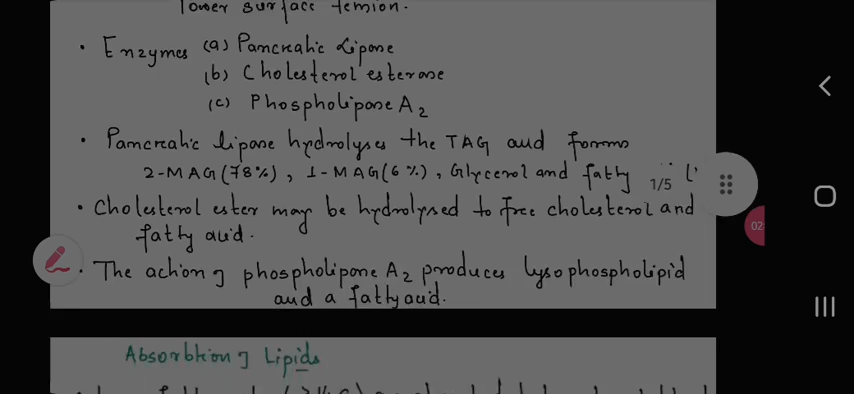 lower surface tension.
• Enzymes (a) Pancreatic Lipase
(b) Cholesterol esterase
(c) Phospholipase A2
• Pancreatic lipase hydrolyses the TAG and forms
2-MAG (78%), 1-MAG (6%), Glycerol and fatty
1/5
• Cholesterol ester may be hydrolysed to free cholesterol and
fatty acid.
02
• The action of phospholipase A2 produces lysophospholipid
and a fatty acid.
Absorbtion of Lipids